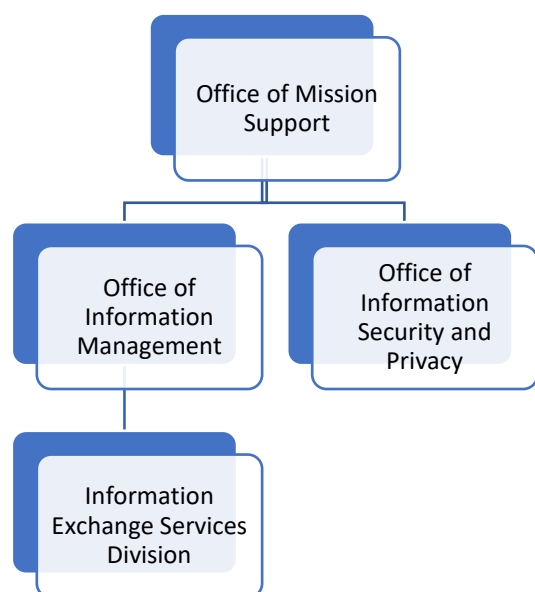 Office of Mission
Support
Office of
Information
Management
Office of
Information
Security and
Privacy
Information
Exchange Services
Division